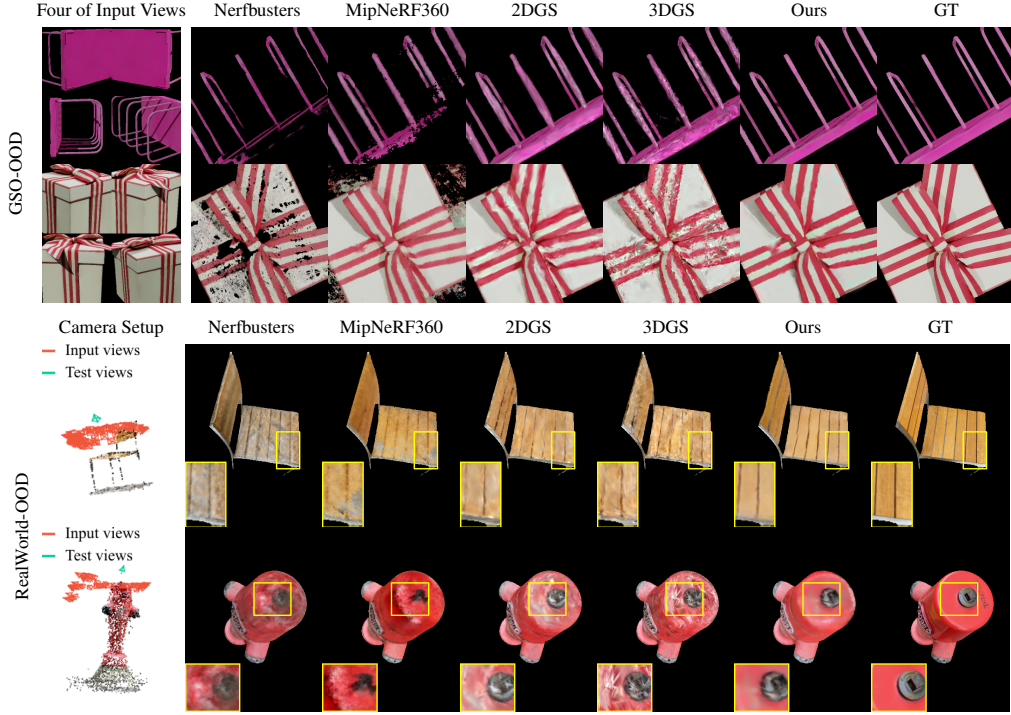 Four of Input Views Nerfbusters MipNeRF360 2DGS 3DGS Ours GT
GSO-OOD
Camera Setup Nerfbusters MipNeRF360 2DGS 3DGS Ours GT
Input views
Test views
RealWorld-OOD
Input views
Test views